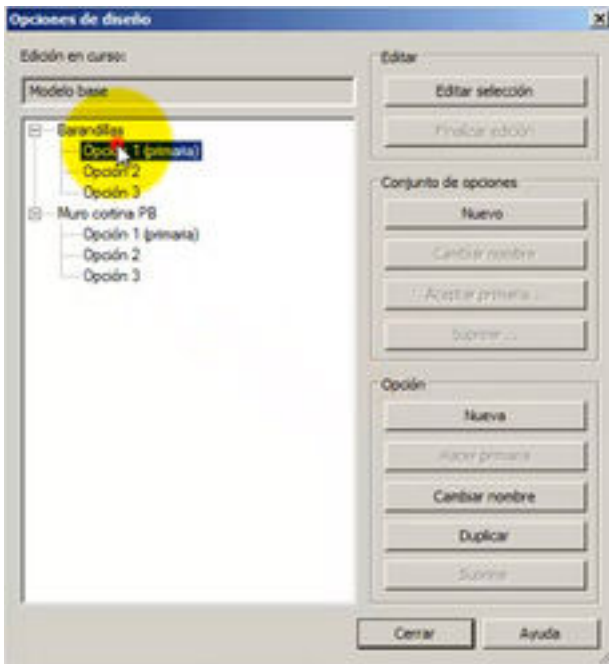 Opciones de diseño
Edición en curso:
Modelo base
Barandillas
Opción 1 (primaria)
Opción 2
Opción 3
Muro cortina PB
Opción 1 (primaria)
Opción 2
Opción 3
Editar
Editar selección
Finalizar edición
Conjunto de opciones
Nuevo
Cambiar nombre
Aceptar primaria ...
Suprimir ...
Opción
Nueva
Hacer primaria
Cambiar nombre
Duplicar
Suprimir
Cerrar
Ayuda